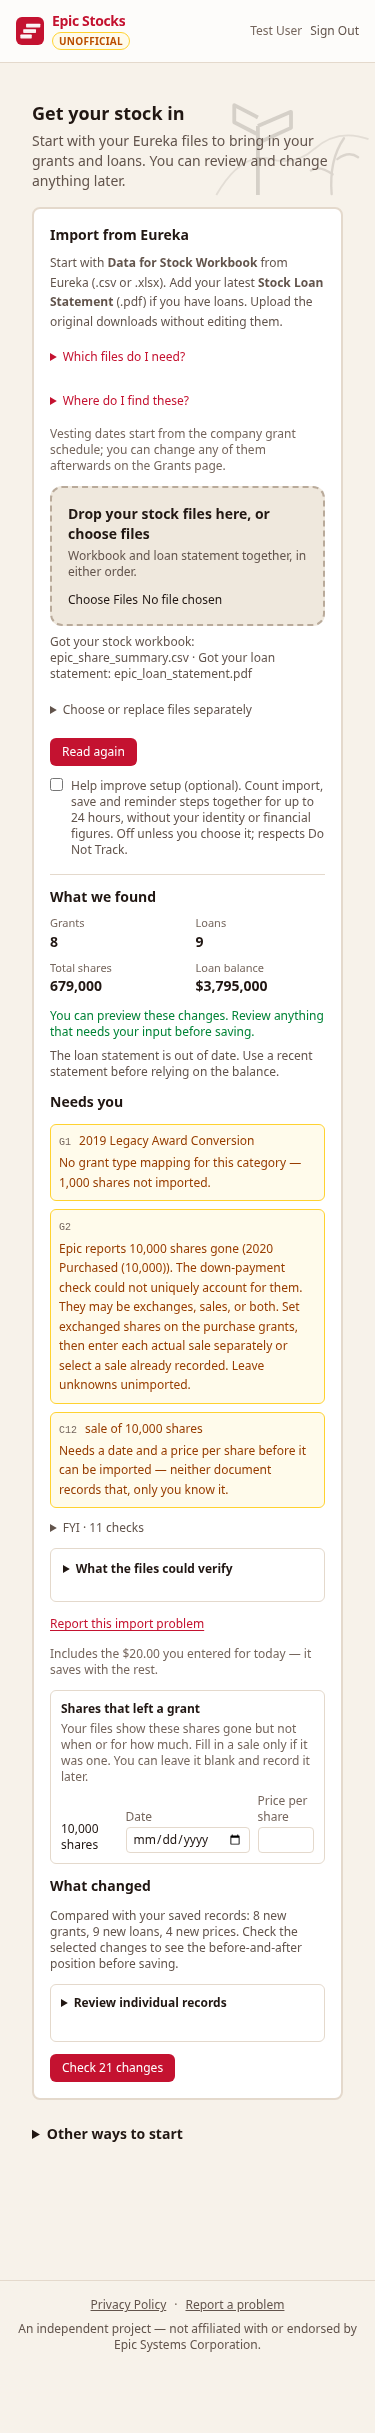 Epic Stocks
UNOFFICIAL
Test User Sign Out
Get your stock in
Start with your Eureka files to bring in your
grants and loans. You can review and change
anything later.
Import from Eureka
Start with Data for Stock Workbook from
Eureka (.csv or .xlsx). Add your latest Stock Loan
Statement (.pdf) if you have loans. Upload the
original downloads without editing them.
Which files do I need?
Where do I find these?
Vesting dates start from the company grant
schedule; you can change any of them
afterwards on the Grants page.
Drop your stock files here, or
choose files
Workbook and loan statement together, in
either order.
Choose Files No file chosen
Got your stock workbook:
epic_share_summary.csv · Got your loan
statement: epic_loan_statement.pdf
Choose or replace files separately
Read again
Help improve setup (optional). Count import,
save and reminder steps together for up to
24 hours, without your identity or financial
figures. Off unless you choose it; respects Do
Not Track.
What we found
Grants Loans
8 9
Total shares Loan balance
679,000 $3,795,000
You can preview these changes. Review anything
that needs your input before saving.
The loan statement is out of date. Use a recent
statement before relying on the balance.
Needs you
G1 2019 Legacy Award Conversion
No grant type mapping for this category —
1,000 shares not imported.
G2
Epic reports 10,000 shares gone (2020
Purchased (10,000)). The down-payment
check could not uniquely account for them.
They may be exchanges, sales, or both. Set
exchanged shares on the purchase grants,
then enter each actual sale separately or
select a sale already recorded. Leave
unknowns unimported.
C12 sale of 10,000 shares
Needs a date and a price per share before it
can be imported — neither document
records that, only you know it.
FYI · 11 checks
What the files could verify
Report this import problem
Includes the $20.00 you entered for today — it
saves with the rest.
Shares that left a grant
Your files show these shares gone but not
when or for how much. Fill in a sale only if it
was one. You can leave it blank and record it
later.
10,000
shares
Date
mm/dd/yyyy
Price per
share
What changed
Compared with your saved records: 8 new
grants, 9 new loans, 4 new prices. Check the
selected changes to see the before-and-after
position before saving.
Review individual records
Check 21 changes
Other ways to start
Privacy Policy · Report a problem
An independent project — not affiliated with or endorsed by
Epic Systems Corporation.